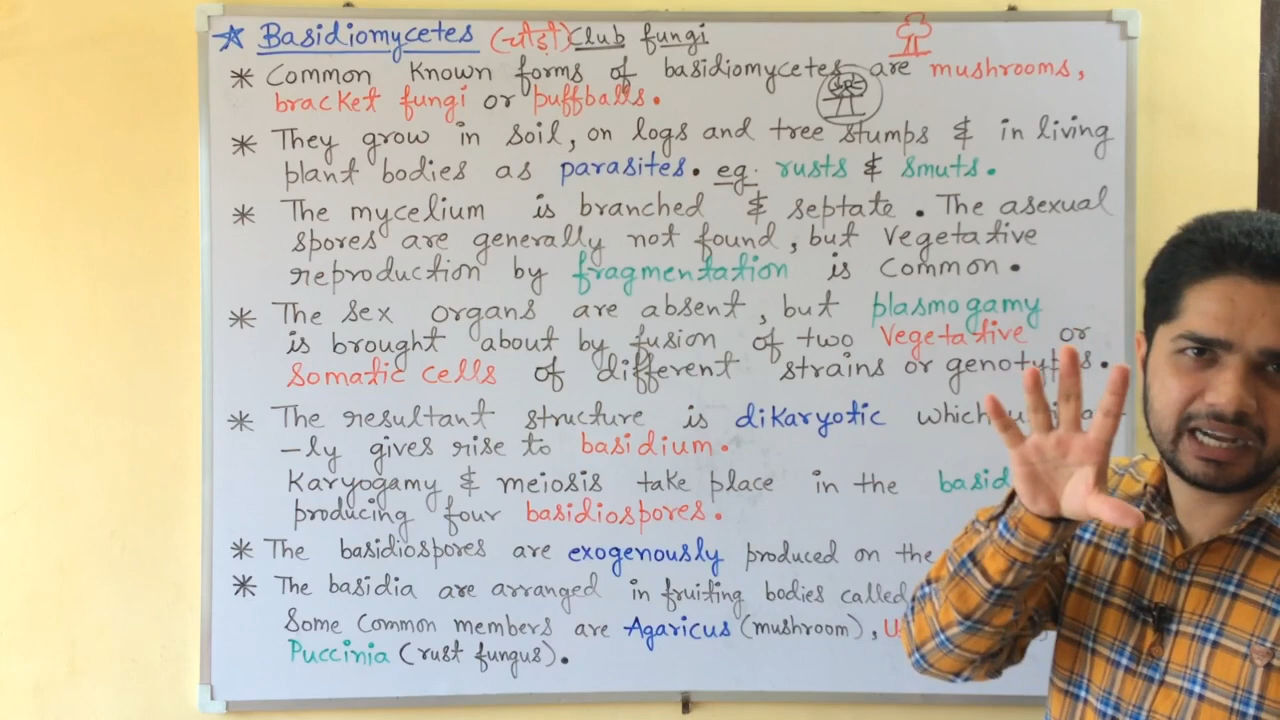 Basidiomycetes (चौड़ी) Club fungi
* Common known forms of basidiomycetes are mushrooms,
bracket fungi or puffballs.
* They grow in soil, on logs and tree stumps & in living
plant bodies as parasites. eg. rusts & smuts.
* The mycelium is branched & septate. The asexual
spores are generally not found, but vegetative
reproduction by fragmentation is common.
* The sex organs are absent, but plasmogamy
is brought about by fusion of two vegetative or
somatic cells of different strains or genotypes.
* The resultant structure is dikaryotic which
-ly gives rise to basidium.
Karyogamy & meiosis take place in the
producing four basidiospores.
* The basidiospores are exogenously produced on the
* The basidia are arranged in fruiting bodies called
Some common members are Agaricus (mushroom),
Puccinia (rust fungus).